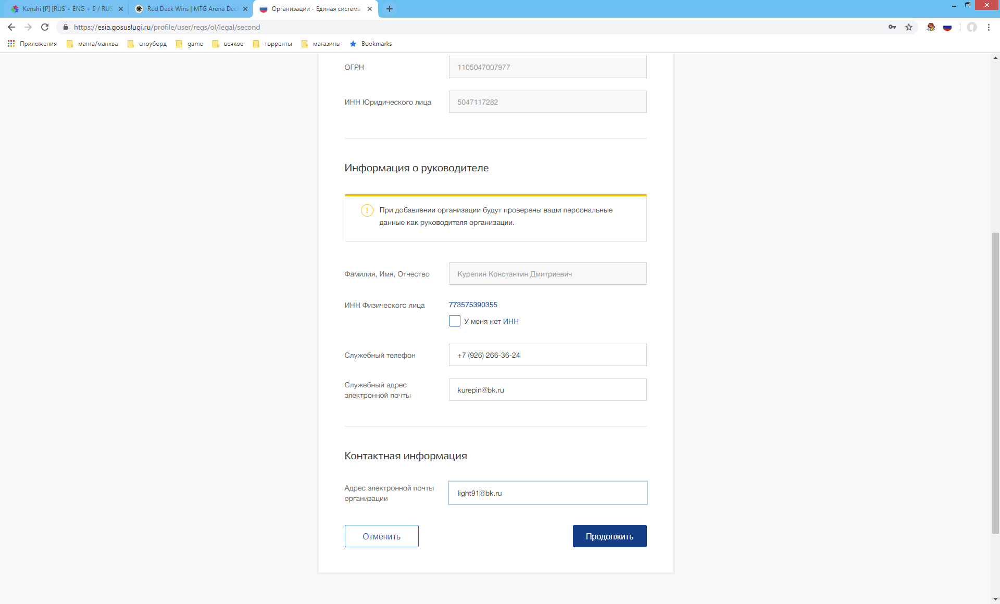 Kenshi [P] [RUS + ENG + 5 / RUS
Red Deck Wins | MTG Arena Dec
Организации - Единая система
https://esia.gosuslugi.ru/profile/user/regs/ol/legal/second
Приложения
манга/манхва
сноуборд
game
всякое
торренты
магазины
Bookmarks
ОГРН
1105047007977
ИНН Юридического лица
5047117282
Информация о руководителе
При добавлении организации будут проверены ваши персональные
данные как руководителя организации.
Фамилия, Имя, Отчество
Курепин Константин Дмитриевич
ИНН Физического лица
773575390355
У меня нет ИНН
Служебный телефон
+7 (926) 266-36-24
Служебный адрес
электронной почты
kurepin@bk.ru
Контактная информация
Адрес электронной почты
организации
light91@bk.ru
Отменить
Продолжить